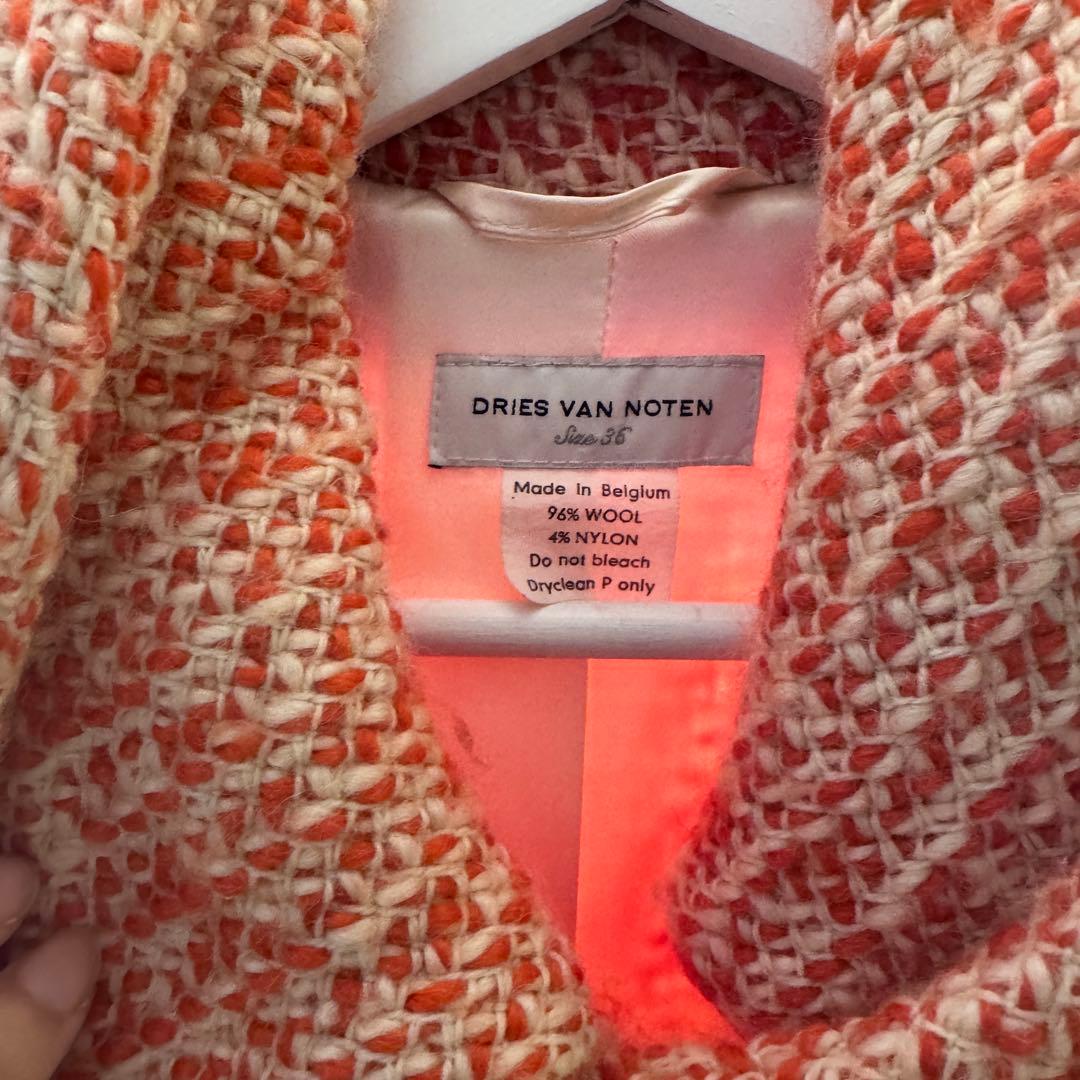 DRIES VAN NOTEN
Size 36
Made In Belgium
96% WOOL
4% NYLON
Do not bleach
Dryclean P only